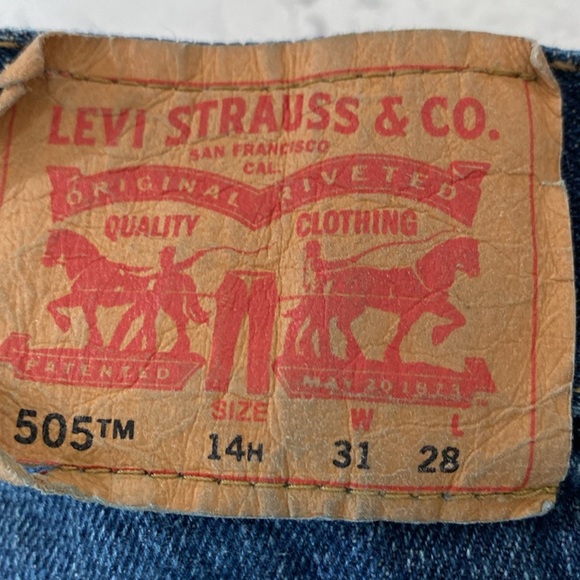 LEVI STRAUSS & CO.
SAN FRANCISCO
CAL.
ORIGINAL RIVETED
QUALITY CLOTHING
PATENTED MAY 20 1873
SIZE W L
505™ 14H 31 28